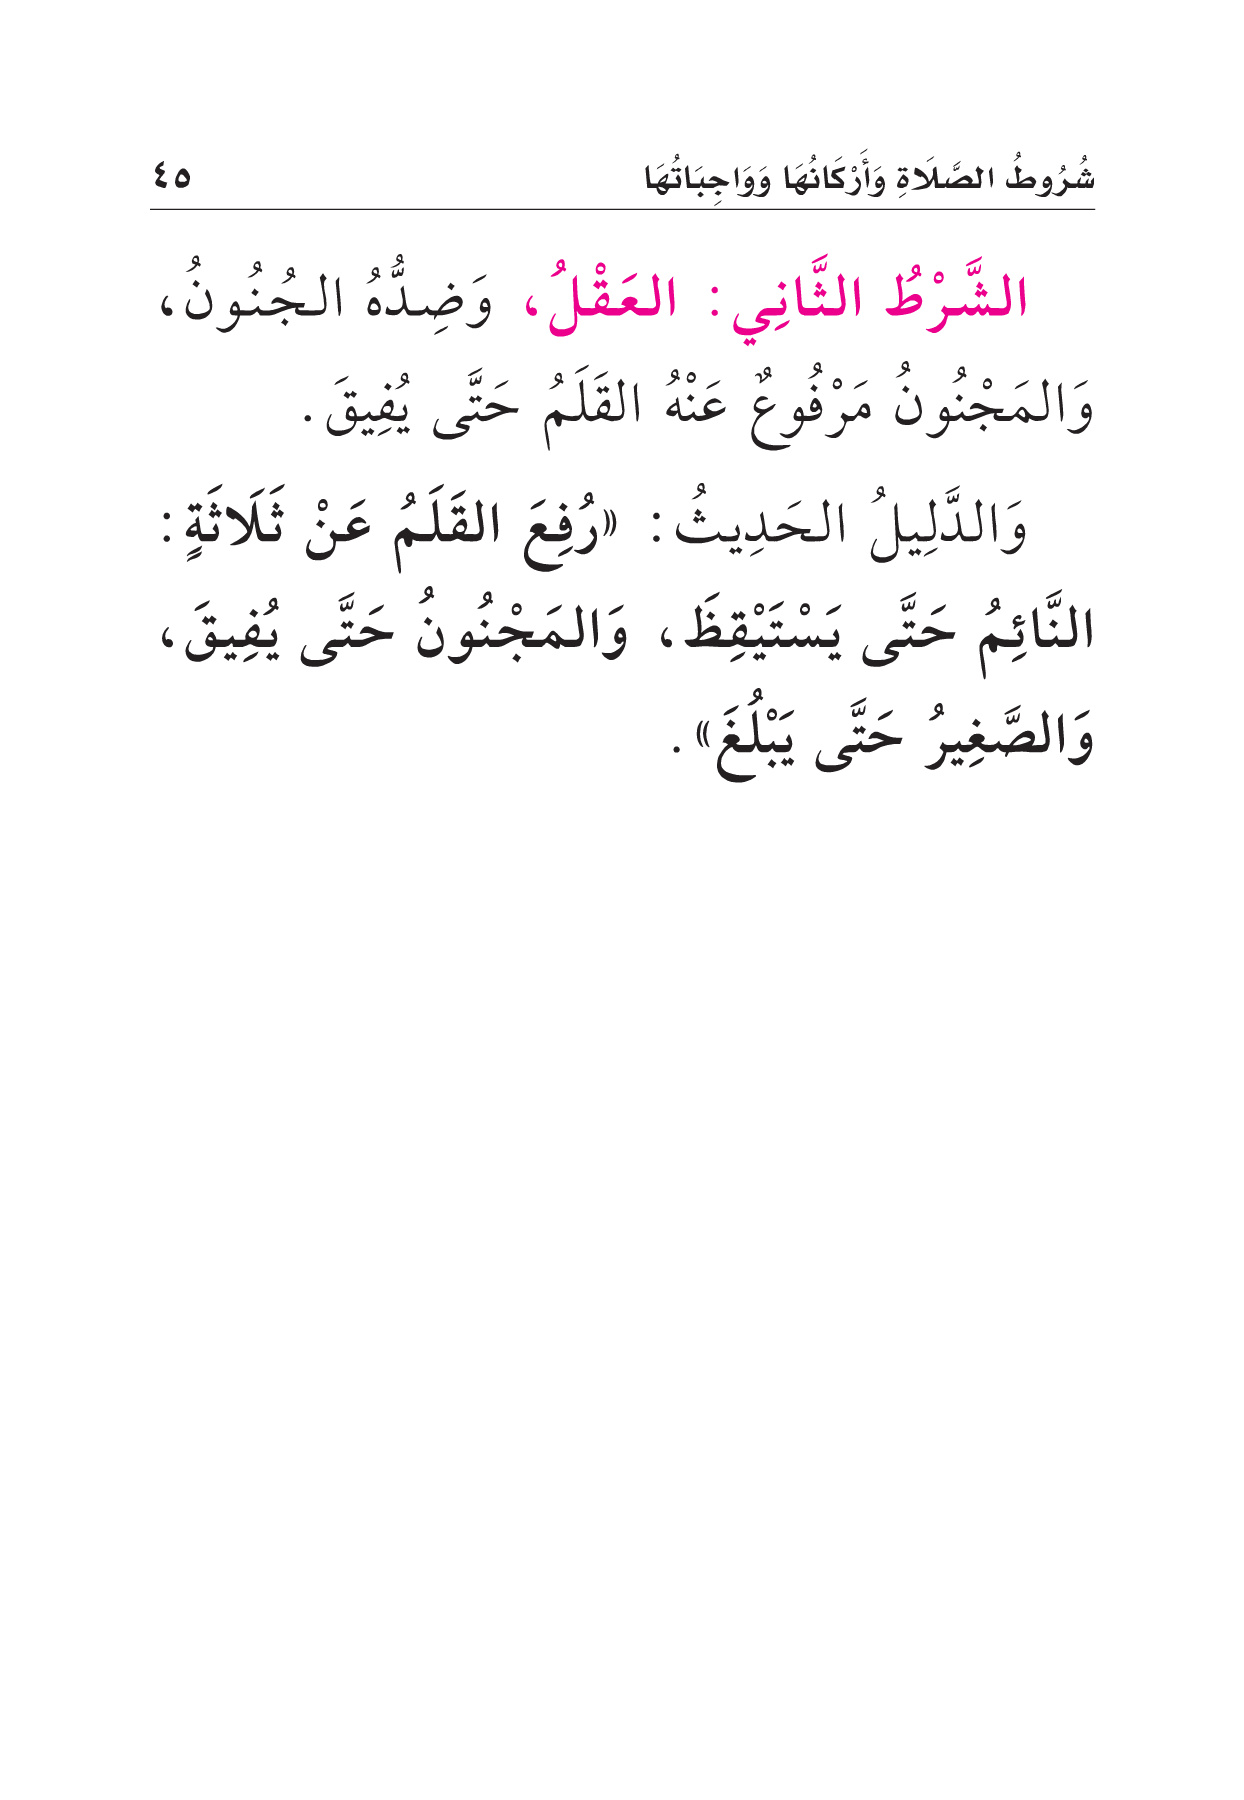 شُرُوطُ الصَّلَاةِ وَأَرْكَانُهَا وَوَاجِبَاتُهَا ٤٥
الشَّرْطُ الثَّانِي: العَقْلُ، وَضِدُّهُ الجُنُونُ،
وَالمَجْنُونُ مَرْفُوعٌ عَنْهُ القَلَمُ حَتَّى يُفِيقَ.
وَالدَّلِيلُ الحَدِيثُ: «رُفِعَ القَلَمُ عَنْ ثَلَاثَةٍ:
النَّائِمُ حَتَّى يَسْتَيْقِظَ، وَالمَجْنُونُ حَتَّى يُفِيقَ،
وَالصَّغِيرُ حَتَّى يَبْلُغَ».